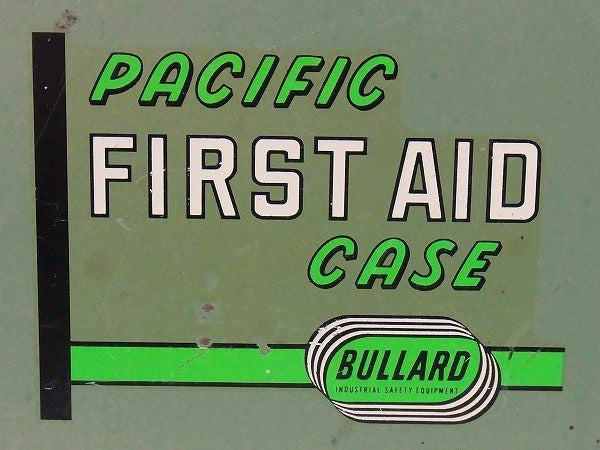 PACIFIC
FIRST AID
CASE
BULLARD
INDUSTRIAL SAFETY EQUIPMENT